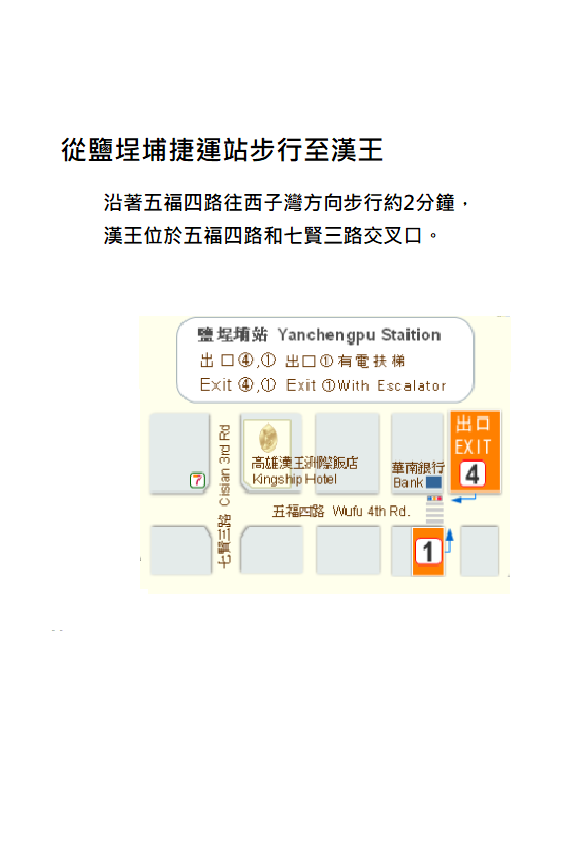 從鹽埕埔捷運站步行至漢王
沿著五福四路往西子灣方向步行約2分鐘，
漢王位於五福四路和七賢三路交叉口。
鹽埕埔站 Yanchengpu Staition
出口④,① 出口①有電扶梯
Exit ④,① Exiit ①With Escalator
出口
EXIT
4
高雄漢王洲際飯店
Kingship Hotel
華南銀行
Bank
7
七賢三路 Cisian 3rd Rd
五福四路 Wufu 4th Rd.
1